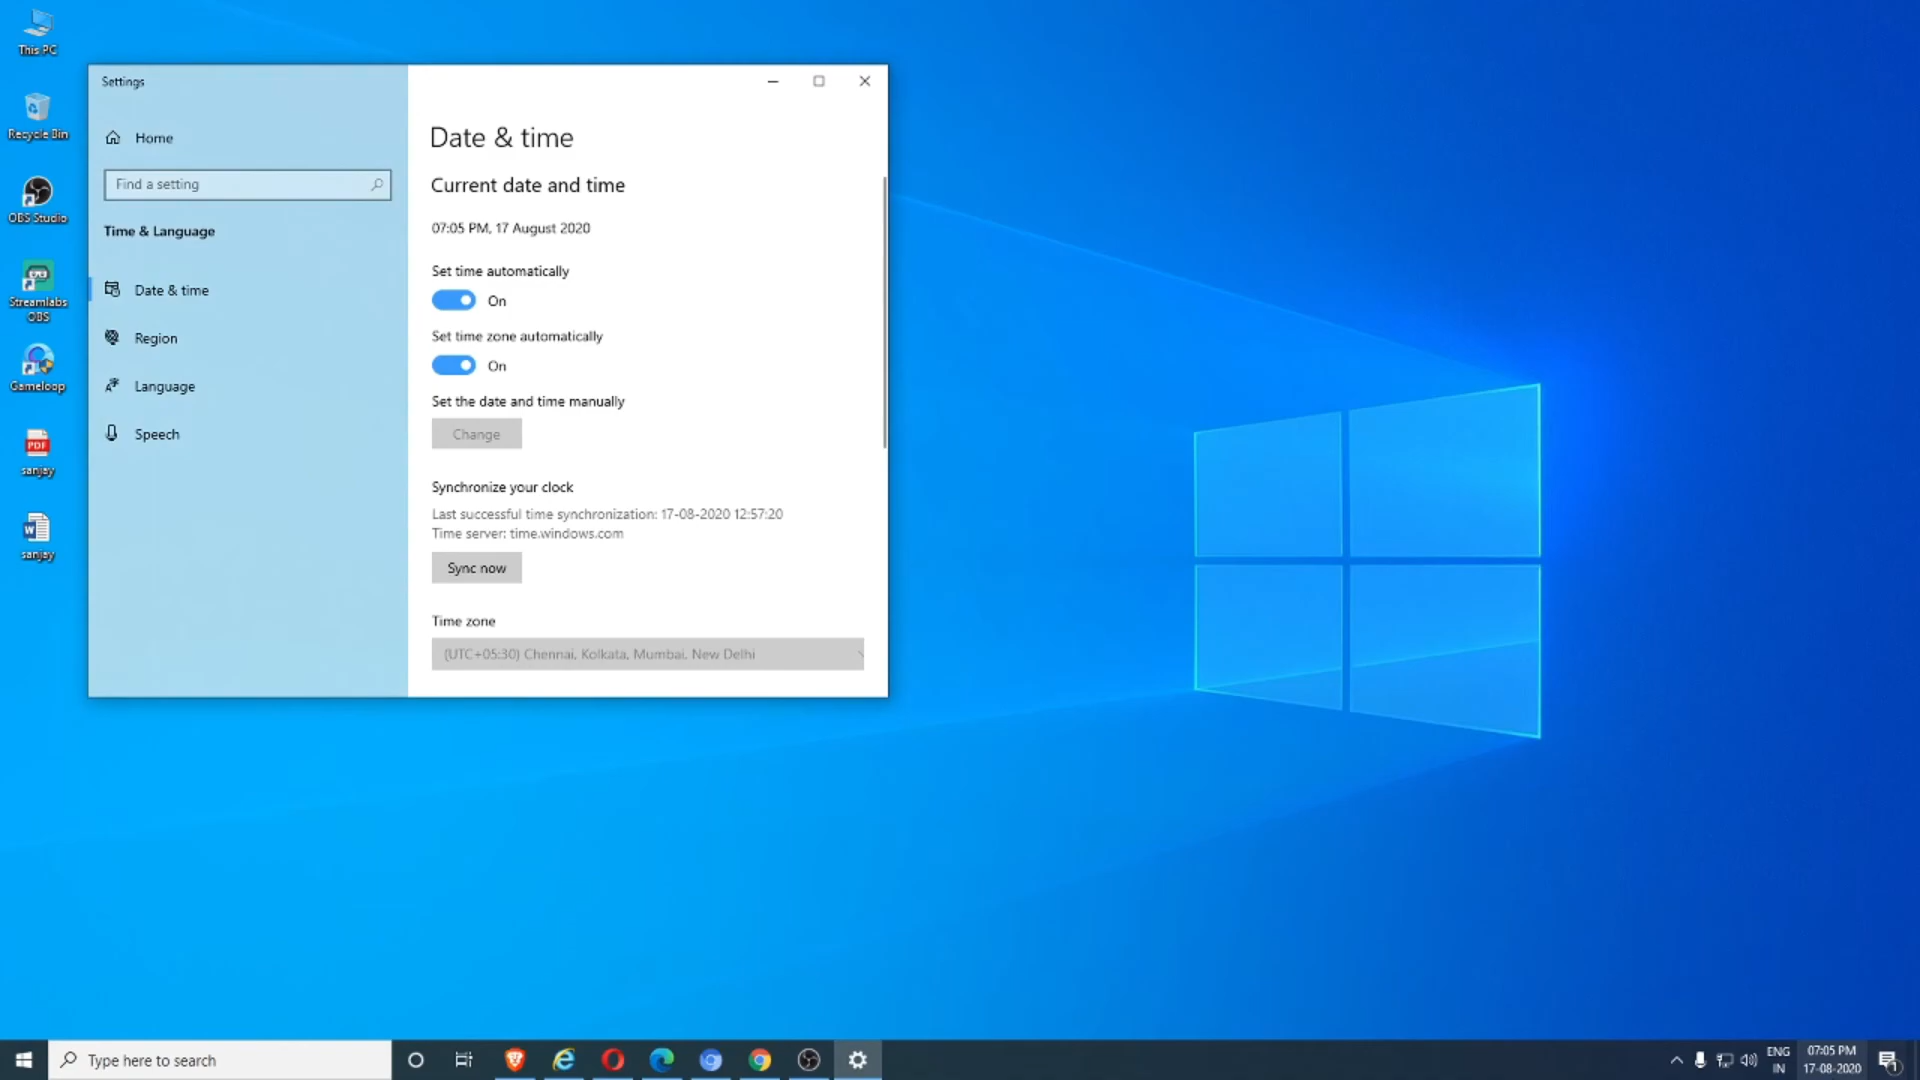 This PC
Recycle Bin
OBS Studio
Streamlabs
OBS
Gameloop
PDF
sanjay
W
sanjay
Settings
Home
Find a setting
Time & Language
Date & time
Region
Language
Speech
Date & time
Current date and time
07:05 PM, 17 August 2020
Set time automatically
On
Set time zone automatically
On
Set the date and time manually
Change
Synchronize your clock
Last successful time synchronization: 17-08-2020 12:57:20
Time server: time.windows.com
Sync now
Time zone
(UTC+05:30) Chennai, Kolkata, Mumbai, New Delhi
Type here to search
ENG
IN
07:05 PM
17-08-2020
1